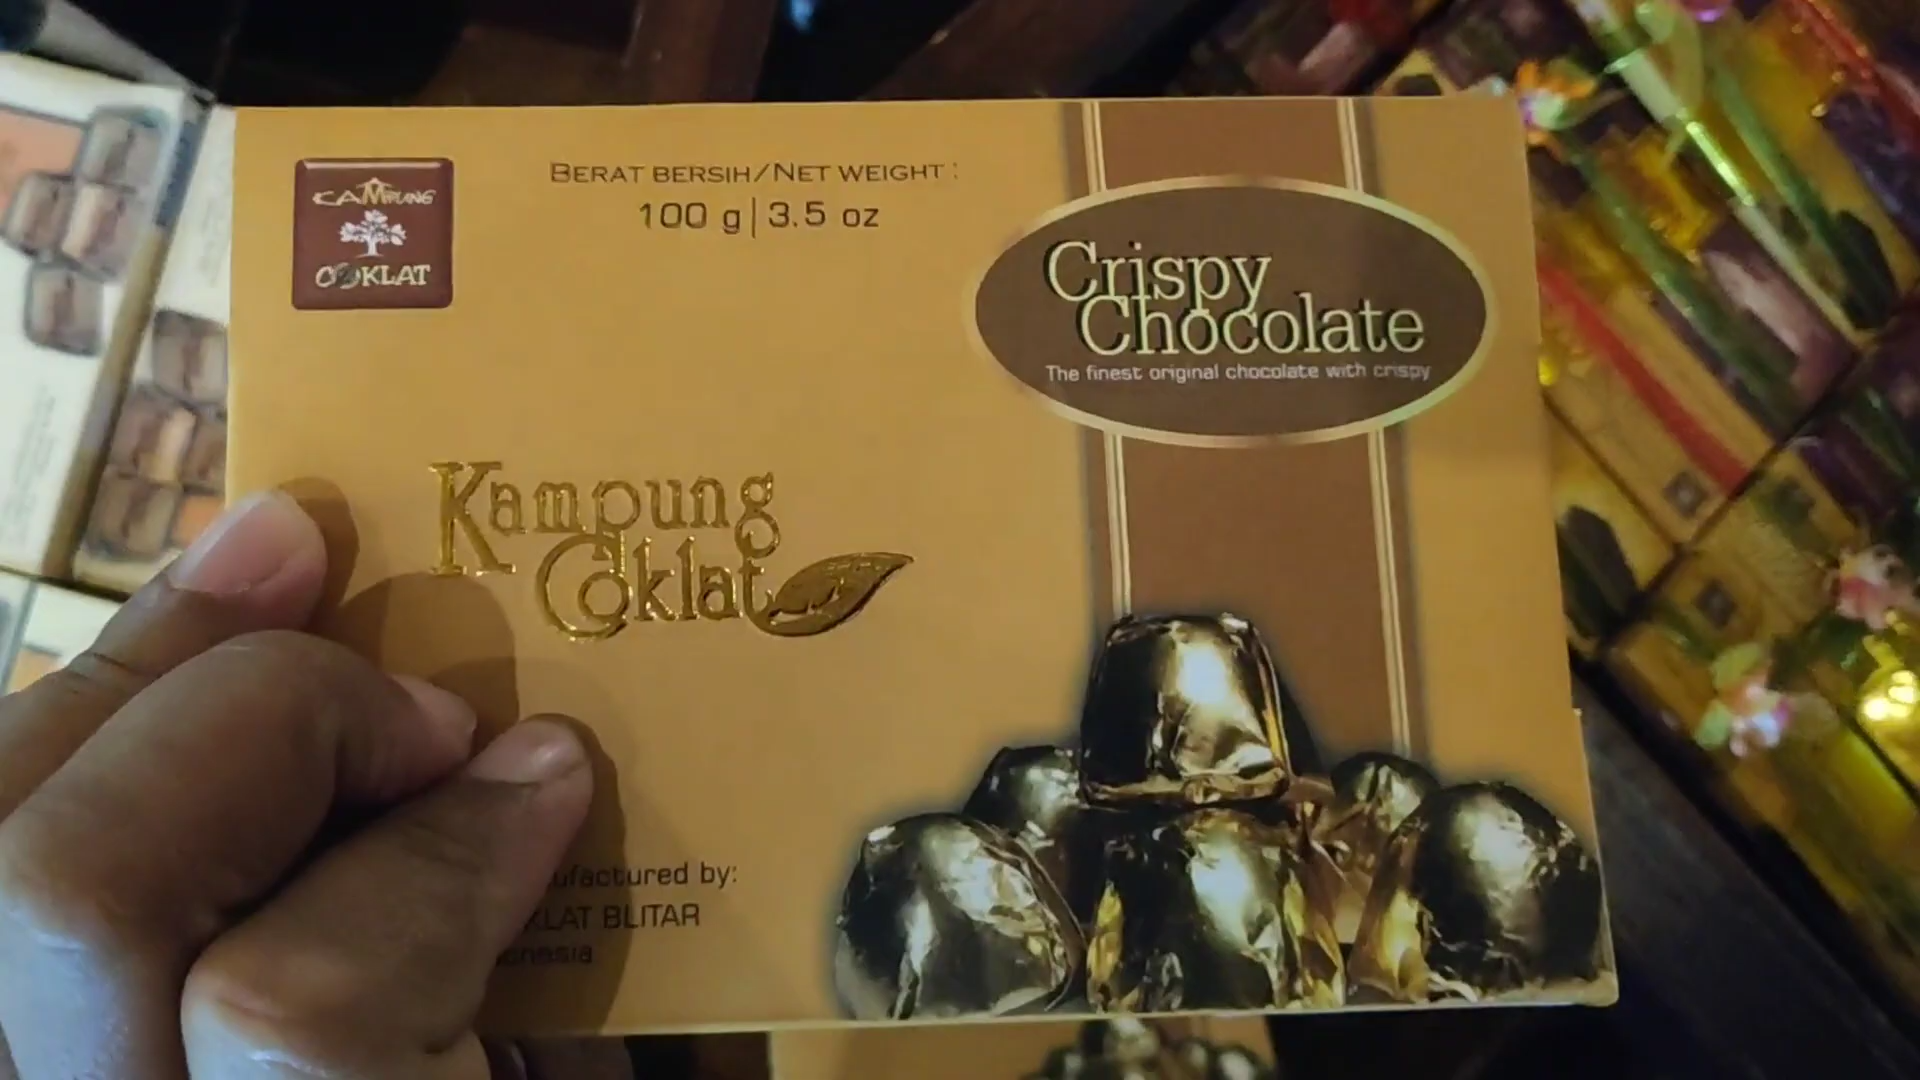 KAMPUNG
COKLAT
BERAT BERSIH/NET WEIGHT :
100 g|3.5 oz
Crispy
Chocolate
The finest original chocolate with crispy
Kampung
Coklat
ufactured by:
KLAT BLITAR
onesia